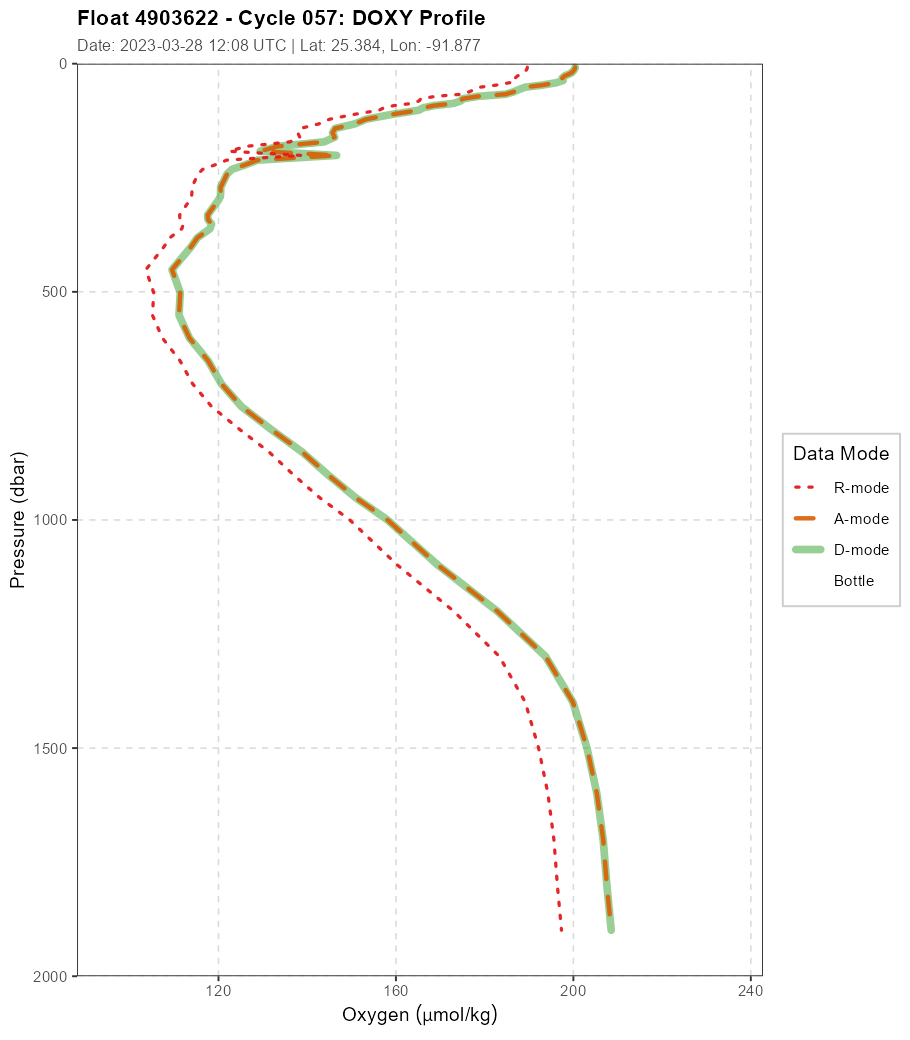 Float 4903622 - Cycle 057: DOXY Profile
Date: 2023-03-28 12:08 UTC | Lat: 25.384, Lon: -91.877
0
500
1000
1500
2000
Pressure (dbar)
120
160
200
240
Oxygen (μmol/kg)
Data Mode
R-mode
A-mode
D-mode
Bottle